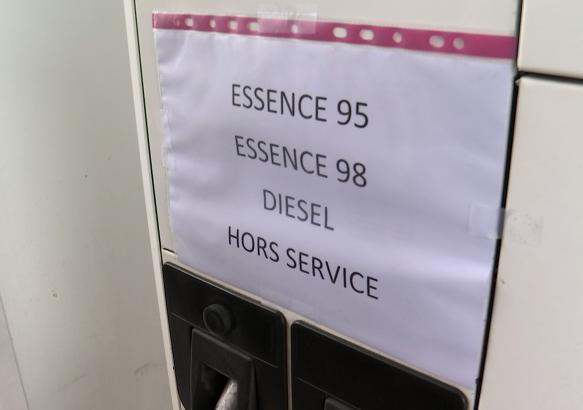 ESSENCE 95
ESSENCE 98
DIESEL
HORS SERVICE